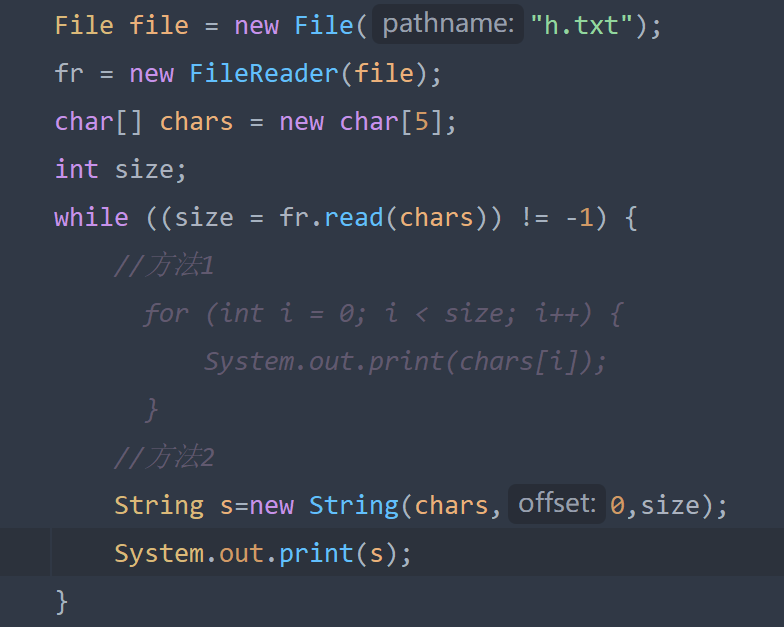 File file = new File( pathname: "h.txt");
fr = new FileReader(file);
char[] chars = new char[5];
int size;
while ((size = fr.read(chars)) != -1) {
//方法1
for (int i = 0; i < size; i++) {
System.out.print(chars[i]);
}
//方法2
String s=new String(chars, offset: 0,size);
System.out.print(s);
}